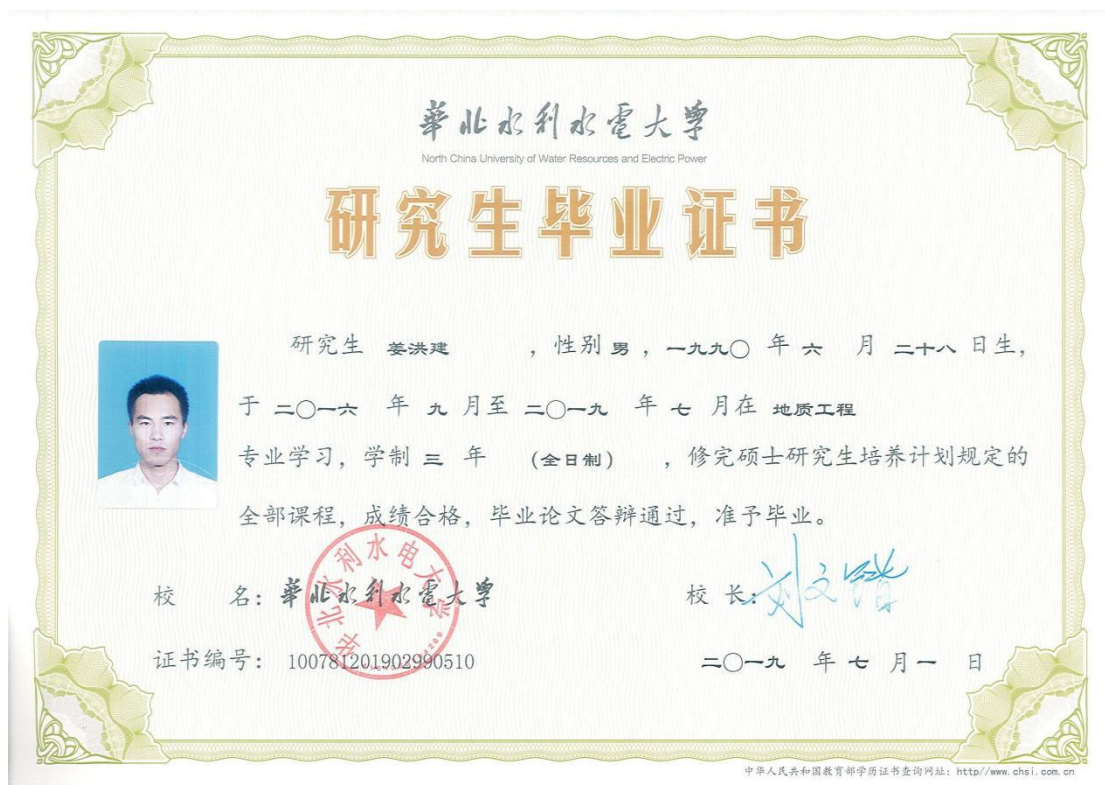 華北水利水電大學
North China University of Water Resources and Electric Power
研究生毕业证书
研究生 姜洪建 ，性别 男 ，一九九〇 年 六 月 二十八 日生，
于 二〇一六 年 九 月至 二〇一九 年 七 月在 地质工程
专业学习，学制 三 年 （全日制） ，修完硕士研究生培养计划规定的
全部课程，成绩合格，毕业论文答辩通过，准予毕业。
校 名：華北水利水電大學
华北水利水电大学
校 长：
证书编号： 100781201902990510
二〇一九 年 七 月 一 日
中华人民共和国教育部学历证书查询网址：http//www.chsi.com.cn